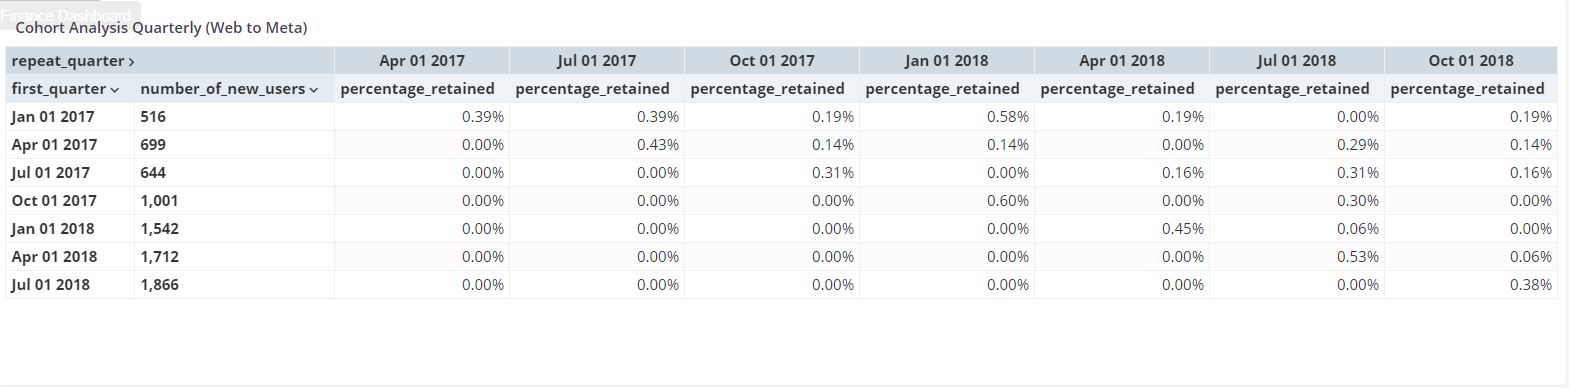 Finance Dashboard
Cohort Analysis Quarterly (Web to Meta)
repeat_quarter Apr 01 2017 Jul 01 2017 Oct 01 2017 Jan 01 2018 Apr 01 2018 Jul 01 2018 Oct 01 2018
first_quarter number_of_new_users percentage_retained percentage_retained percentage_retained percentage_retained percentage_retained percentage_retained percentage_retained
Jan 01 2017 516 0.39% 0.39% 0.19% 0.58% 0.19% 0.00% 0.19%
Apr 01 2017 699 0.00% 0.43% 0.14% 0.14% 0.00% 0.29% 0.14%
Jul 01 2017 644 0.00% 0.00% 0.31% 0.00% 0.16% 0.31% 0.16%
Oct 01 2017 1,001 0.00% 0.00% 0.00% 0.60% 0.00% 0.30% 0.00%
Jan 01 2018 1,542 0.00% 0.00% 0.00% 0.00% 0.45% 0.06% 0.00%
Apr 01 2018 1,712 0.00% 0.00% 0.00% 0.00% 0.00% 0.53% 0.06%
Jul 01 2018 1,866 0.00% 0.00% 0.00% 0.00% 0.00% 0.00% 0.38%